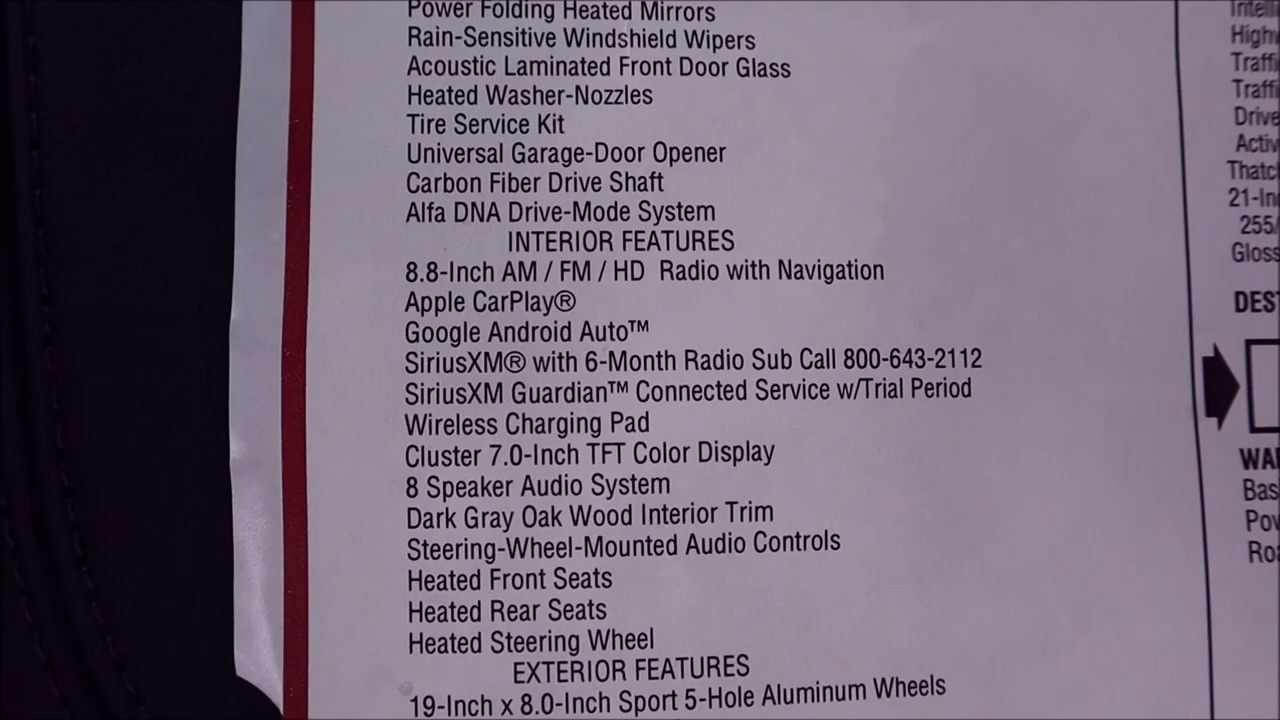 Power Folding Heated Mirrors
Rain-Sensitive Windshield Wipers
Acoustic Laminated Front Door Glass
Heated Washer-Nozzles
Tire Service Kit
Universal Garage-Door Opener
Carbon Fiber Drive Shaft
Alfa DNA Drive-Mode System
INTERIOR FEATURES
8.8-Inch AM / FM / HD Radio with Navigation
Apple CarPlay®
Google Android Auto™
SiriusXM® with 6-Month Radio Sub Call 800-643-2112
SiriusXM Guardian™ Connected Service w/Trial Period
Wireless Charging Pad
Cluster 7.0-Inch TFT Color Display
8 Speaker Audio System
Dark Gray Oak Wood Interior Trim
Steering-Wheel-Mounted Audio Controls
Heated Front Seats
Heated Rear Seats
Heated Steering Wheel
EXTERIOR FEATURES
19-Inch x 8.0-Inch Sport 5-Hole Aluminum Wheels
21-In
255/
Gloss
DES